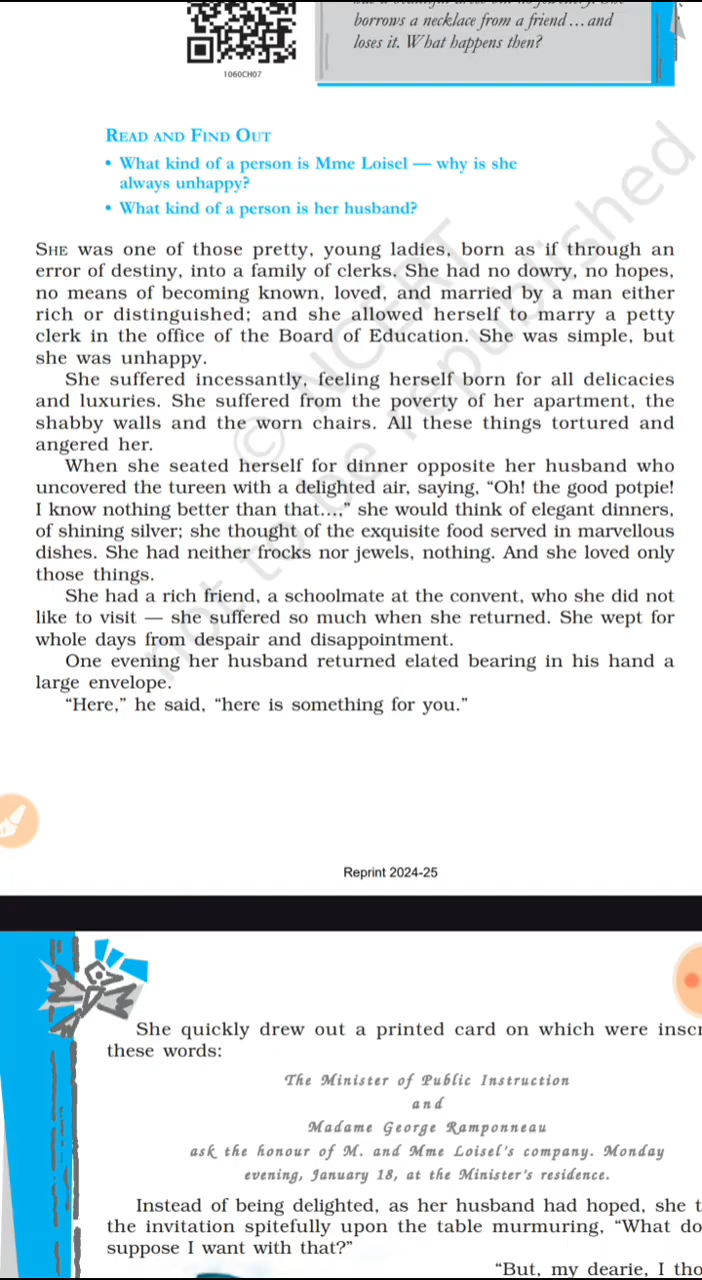 borrows a necklace from a friend...and
loses it. What happens then?
1060CH07
READ AND FIND OUT
• What kind of a person is Mme Loisel — why is she
always unhappy?
• What kind of a person is her husband?
SHE was one of those pretty, young ladies, born as if through an
error of destiny, into a family of clerks. She had no dowry, no hopes,
no means of becoming known, loved, and married by a man either
rich or distinguished; and she allowed herself to marry a petty
clerk in the office of the Board of Education. She was simple, but
she was unhappy.
She suffered incessantly, feeling herself born for all delicacies
and luxuries. She suffered from the poverty of her apartment, the
shabby walls and the worn chairs. All these things tortured and
angered her.
When she seated herself for dinner opposite her husband who
uncovered the tureen with a delighted air, saying, “Oh! the good potpie!
I know nothing better than that...,” she would think of elegant dinners,
of shining silver; she thought of the exquisite food served in marvellous
dishes. She had neither frocks nor jewels, nothing. And she loved only
those things.
She had a rich friend, a schoolmate at the convent, who she did not
like to visit — she suffered so much when she returned. She wept for
whole days from despair and disappointment.
One evening her husband returned elated bearing in his hand a
large envelope.
“Here,” he said, “here is something for you.”
© NCERT
not to be republished
Reprint 2024-25
She quickly drew out a printed card on which were inscr
these words:
The Minister of Public Instruction
and
Madame George Ramponneau
ask the honour of M. and Mme Loisel's company. Monday
evening, January 18, at the Minister's residence.
Instead of being delighted, as her husband had hoped, she t
the invitation spitefully upon the table murmuring, “What do
suppose I want with that?”
“But, my dearie, I tho